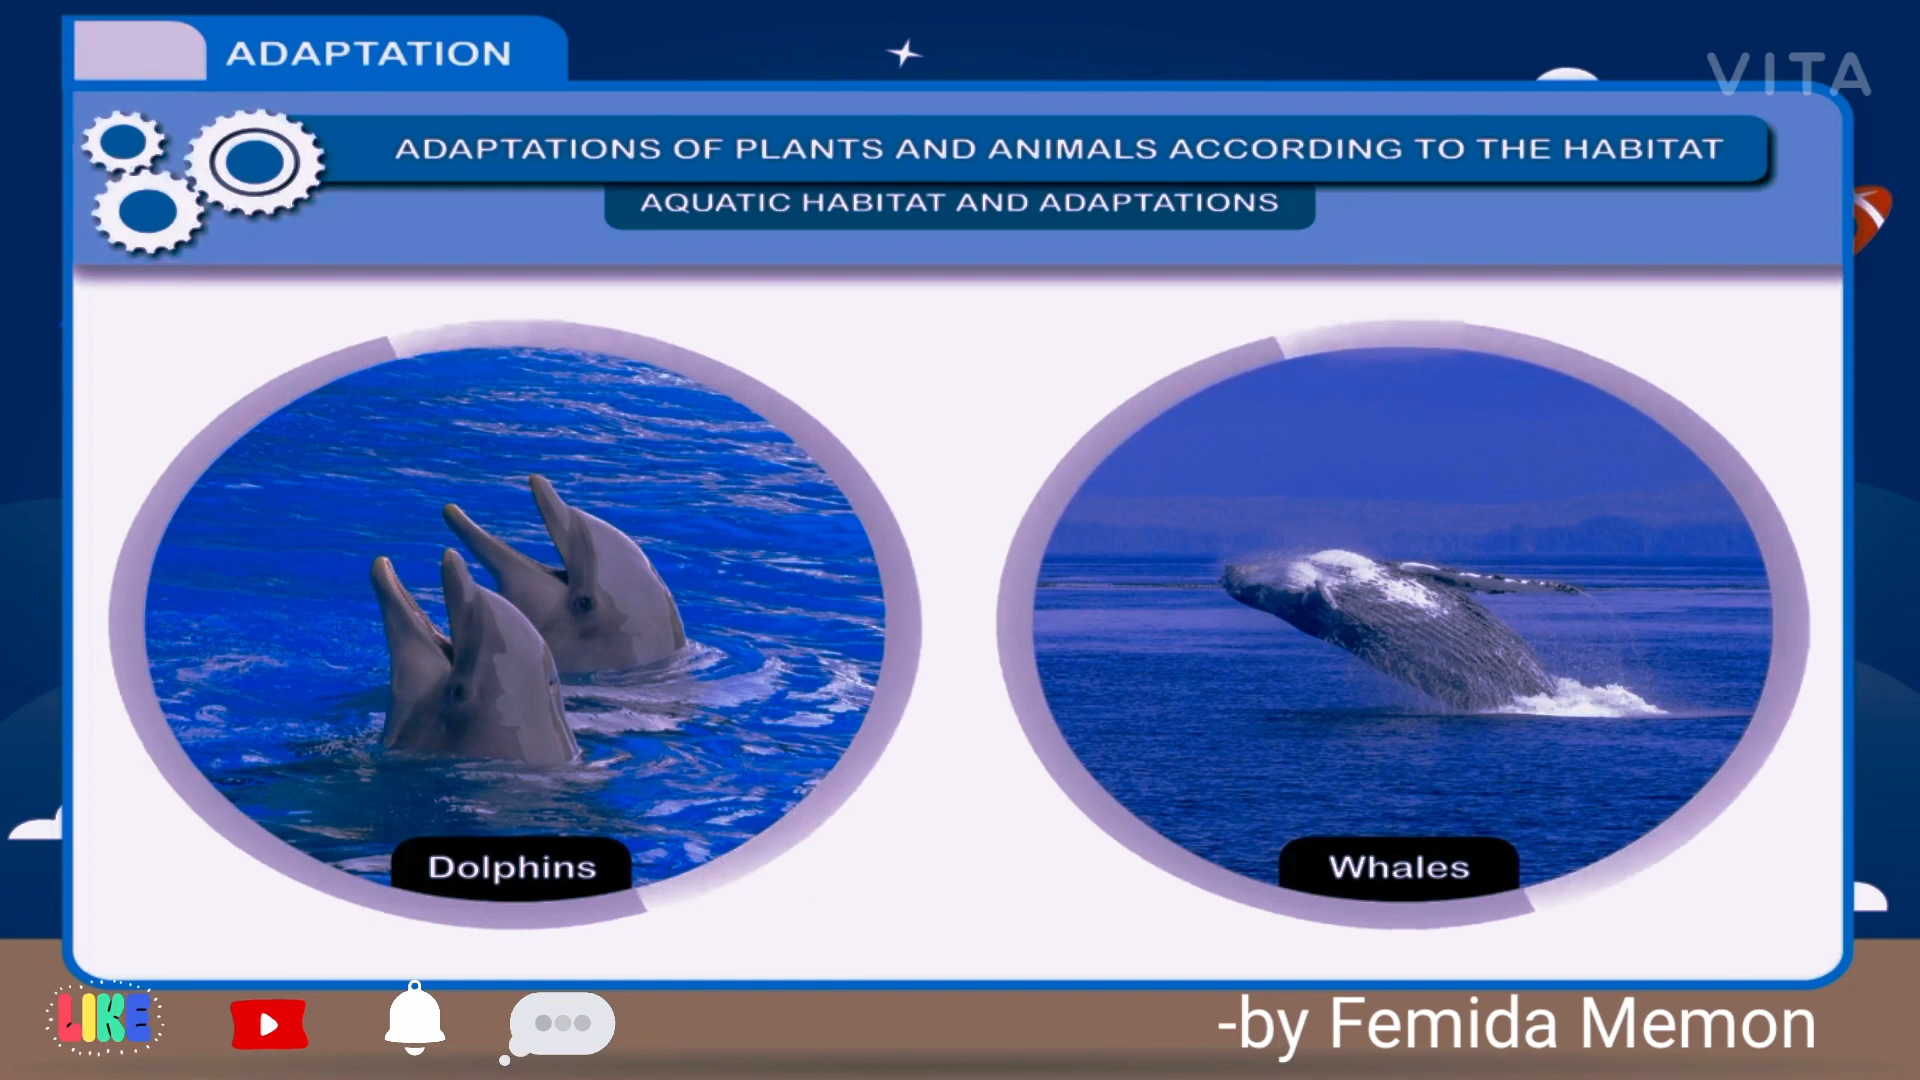 ADAPTATION
VITA
ADAPTATIONS OF PLANTS AND ANIMALS ACCORDING TO THE HABITAT
AQUATIC HABITAT AND ADAPTATIONS
Dolphins
Whales
LIKE
-by Femida Memon